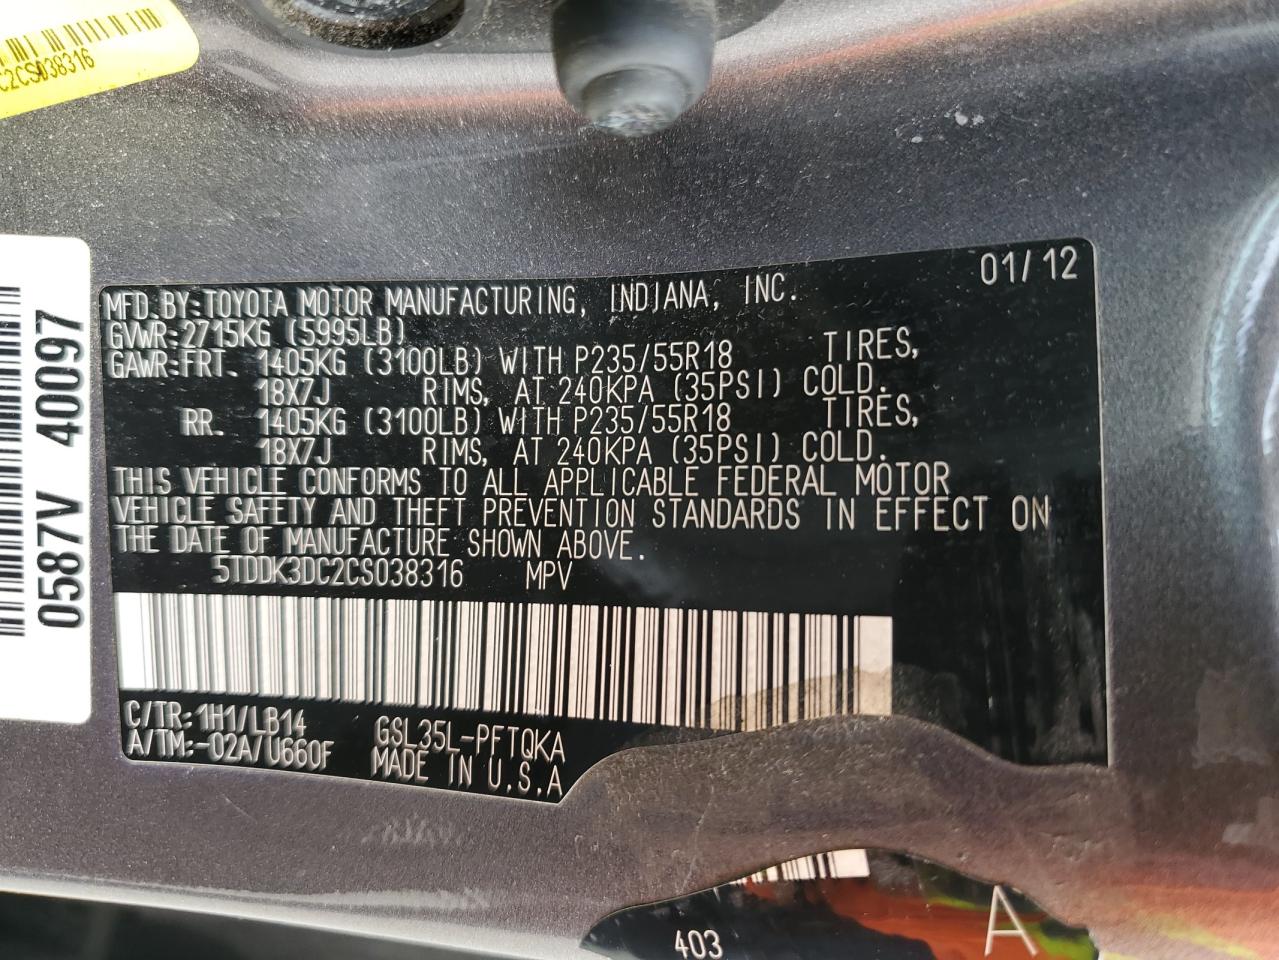 C2CS038316
0587V 40097
01/12
MFD.BY:TOYOTA MOTOR MANUFACTURING, INDIANA, INC.
GVWR:2715KG (5995LB)
GAWR:FRT. 1405KG (3100LB) WITH P235/55R18 TIRES,
18X7J RIMS, AT 240KPA (35PSI) COLD.
RR. 1405KG (3100LB) WITH P235/55R18 TIRES,
18X7J RIMS, AT 240KPA (35PSI) COLD.
THIS VEHICLE CONFORMS TO ALL APPLICABLE FEDERAL MOTOR
VEHICLE SAFETY AND THEFT PREVENTION STANDARDS IN EFFECT ON
THE DATE OF MANUFACTURE SHOWN ABOVE.
5TDDK3DC2CS038316 MPV
C/TR:1H1/LB14 GSL35L-PFTQKA
A/TM:-02A/U660F MADE IN U.S.A
403 A